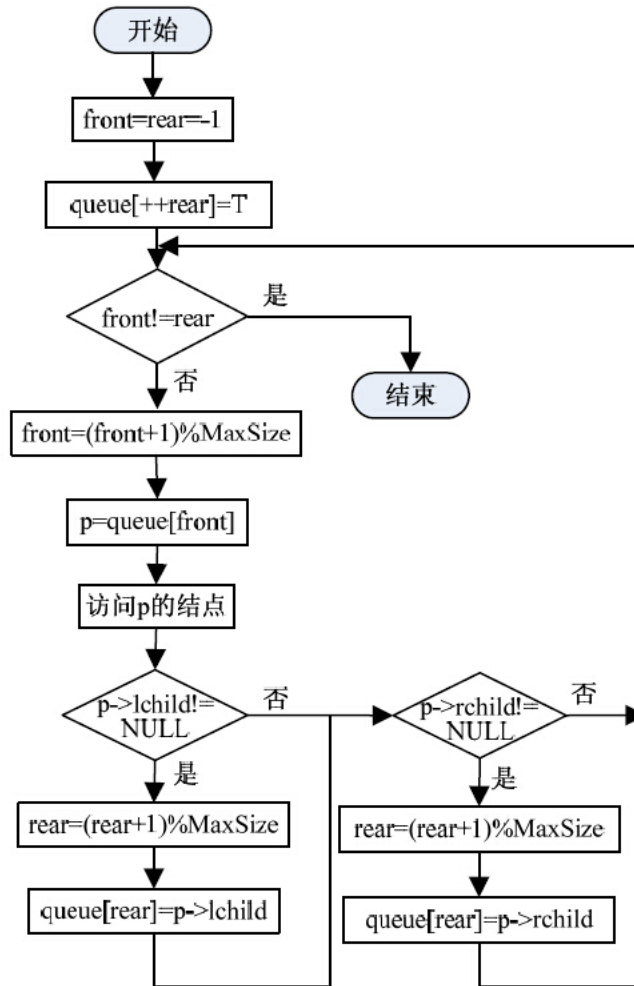 开始
front=rear=-1
queue[++rear]=T
front!=rear
是
结束
否
front=(front+1)%MaxSize
p=queue[front]
访问p的结点
p->lchild!=
NULL
否
是
rear=(rear+1)%MaxSize
queue[rear]=p->lchild
p->rchild!=
NULL
否
是
rear=(rear+1)%MaxSize
queue[rear]=p->rchild